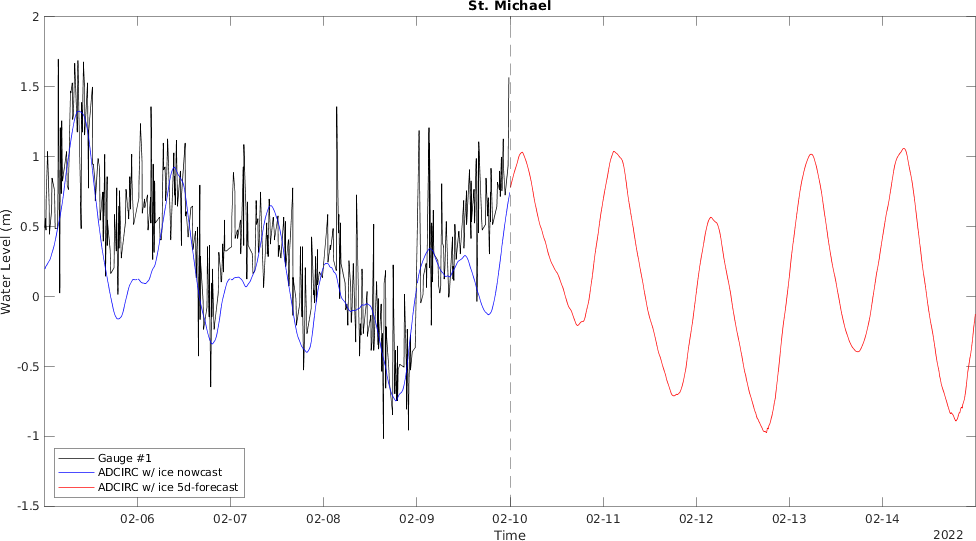 St. Michael
Water Level (m)
2
1.5
1
0.5
0
-0.5
-1
-1.5
Gauge #1
ADCIRC w/ ice nowcast
ADCIRC w/ ice 5d-forecast
02-06 02-07 02-08 02-09 02-10 02-11 02-12 02-13 02-14
Time
2022